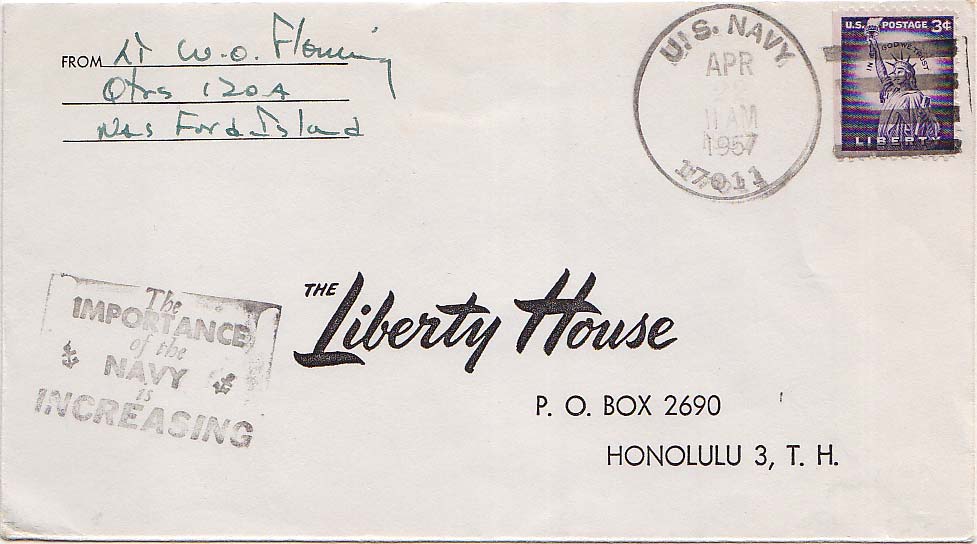 FROM Lt W.O. Fleming
Qtrs 120A
NAS Ford Island
U.S. NAVY
APR
11 AM
1957
17011
U.S. POSTAGE 3¢
IN GOD WE TRUST
LIBERTY
The
IMPORTANCE
of the
NAVY
is
INCREASING
THE Liberty House
P. O. BOX 2690
HONOLULU 3, T. H.